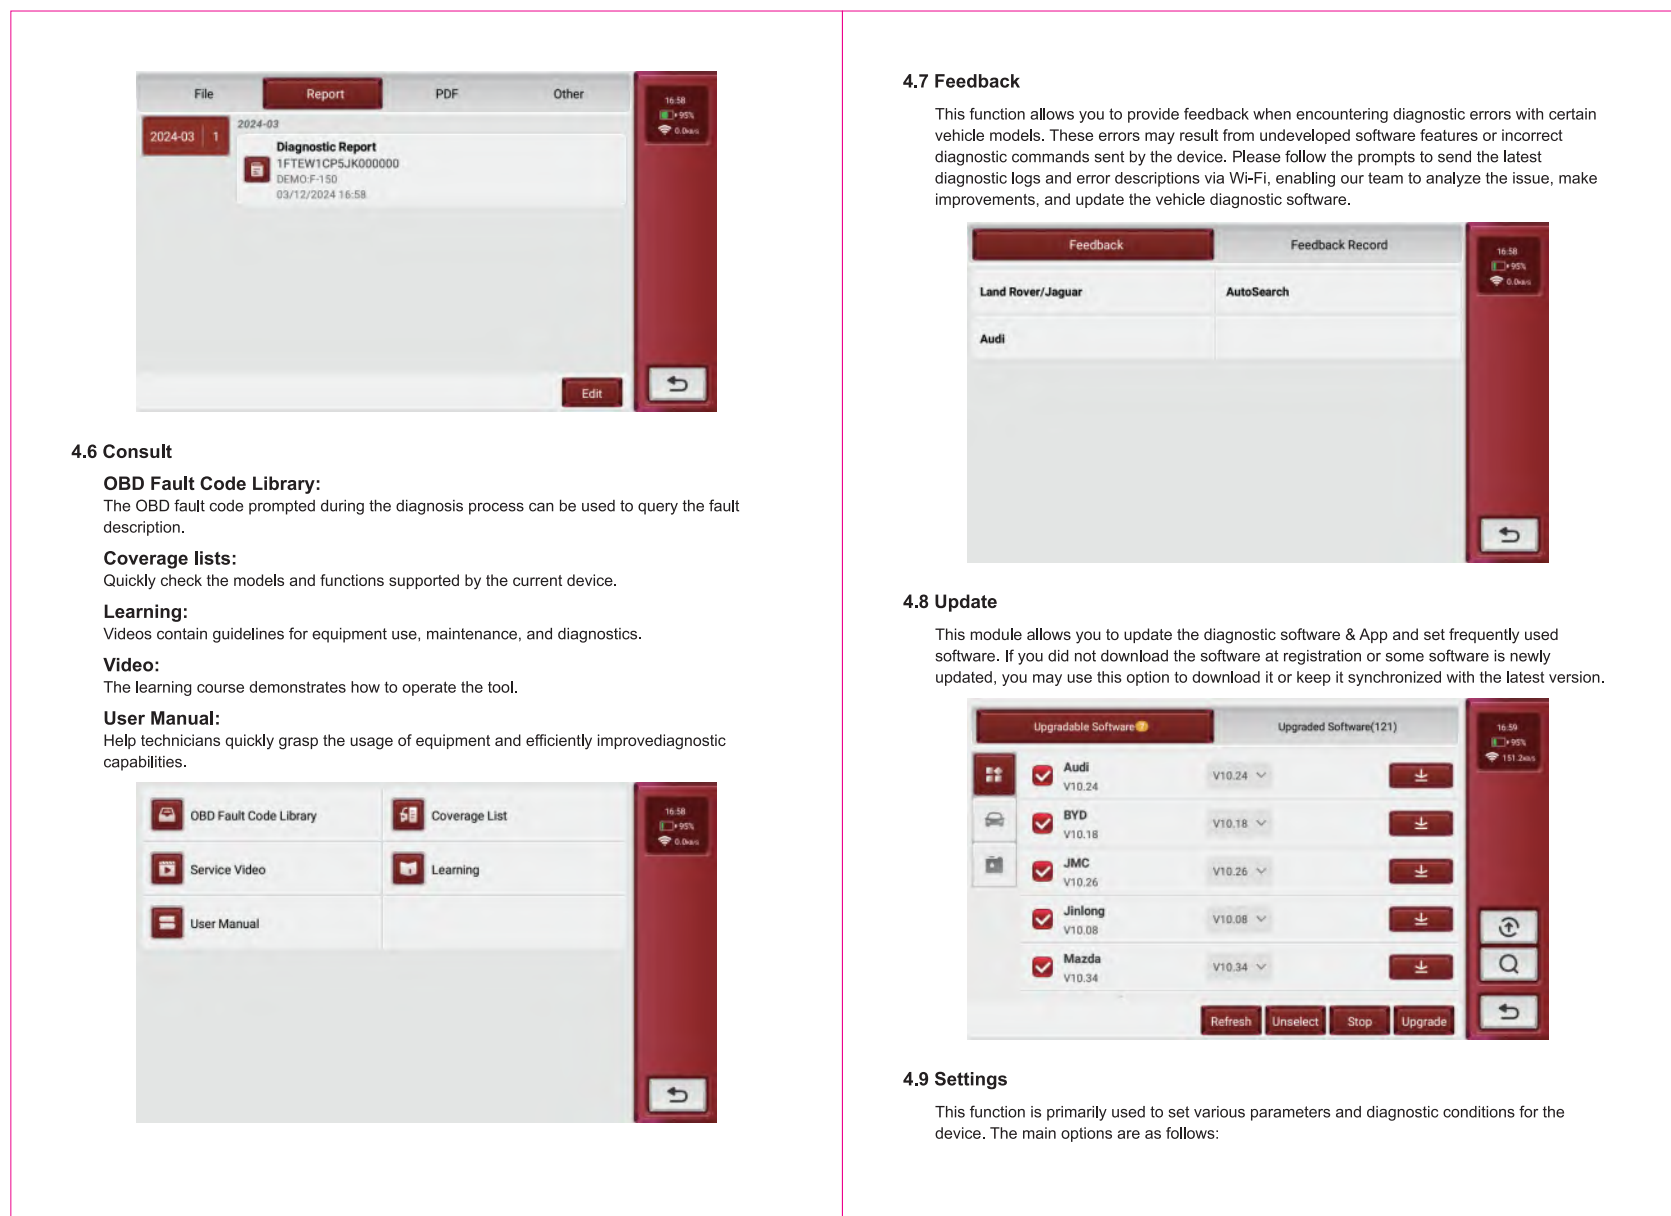 File Report PDF Other
16:58
95%
2024-03 1
2024-03
Diagnostic Report
1FTEW1CP5JK000000
DEMO:F-150
03/12/2024 16:58
Edit
4.6 Consult
OBD Fault Code Library:
The OBD fault code prompted during the diagnosis process can be used to query the fault
description.
Coverage lists:
Quickly check the models and functions supported by the current device.
Learning:
Videos contain guidelines for equipment use, maintenance, and diagnostics.
Video:
The learning course demonstrates how to operate the tool.
User Manual:
Help technicians quickly grasp the usage of equipment and efficiently improvediagnostic
capabilities.
OBD Fault Code Library Coverage List
Service Video Learning
User Manual
16:58
95%
4.7 Feedback
This function allows you to provide feedback when encountering diagnostic errors with certain
vehicle models. These errors may result from undeveloped software features or incorrect
diagnostic commands sent by the device. Please follow the prompts to send the latest
diagnostic logs and error descriptions via Wi-Fi, enabling our team to analyze the issue, make
improvements, and update the vehicle diagnostic software.
Feedback Feedback Record
16:58
95%
Land Rover/Jaguar AutoSearch
Audi
4.8 Update
This module allows you to update the diagnostic software & App and set frequently used
software. If you did not download the software at registration or some software is newly
updated, you may use this option to download it or keep it synchronized with the latest version.
Upgradable Software Upgraded Software(121)
16:59
95%
Audi
V10.24 V10.24
BYD
V10.18 V10.18
JMC
V10.26 V10.26
Jinlong
V10.08 V10.08
Mazda
V10.34 V10.34
Refresh Unselect Stop Upgrade
4.9 Settings
This function is primarily used to set various parameters and diagnostic conditions for the
device. The main options are as follows: